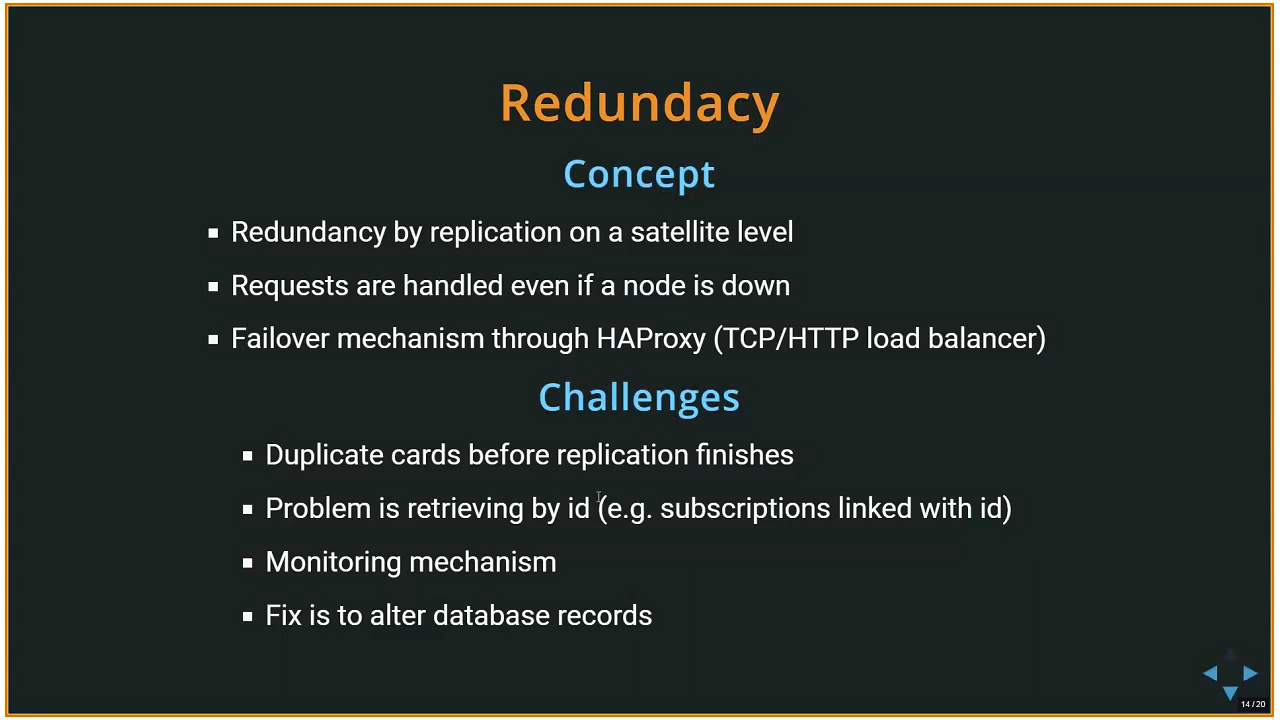 Redundacy
Concept
Redundancy by replication on a satellite level
Requests are handled even if a node is down
Failover mechanism through HAProxy (TCP/HTTP load balancer)
Challenges
Duplicate cards before replication finishes
Problem is retrieving by id (e.g. subscriptions linked with id)
Monitoring mechanism
Fix is to alter database records
14 / 20